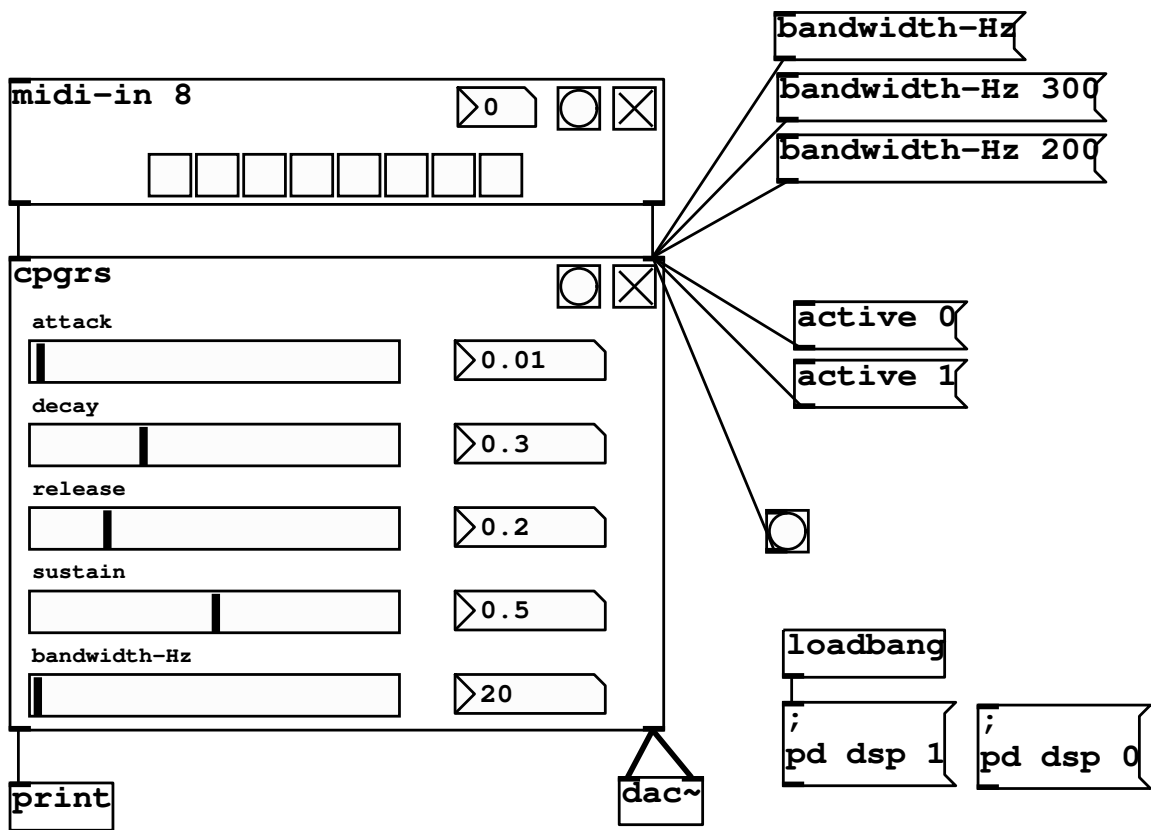 bandwidth-Hz
midi-in 8
0
bandwidth-Hz 300
bandwidth-Hz 200
cpgrs
attack
0.01
active 0
active 1
decay
0.3
release
0.2
sustain
0.5
bandwidth-Hz
20
loadbang
;
pd dsp 1
;
pd dsp 0
print
dac~